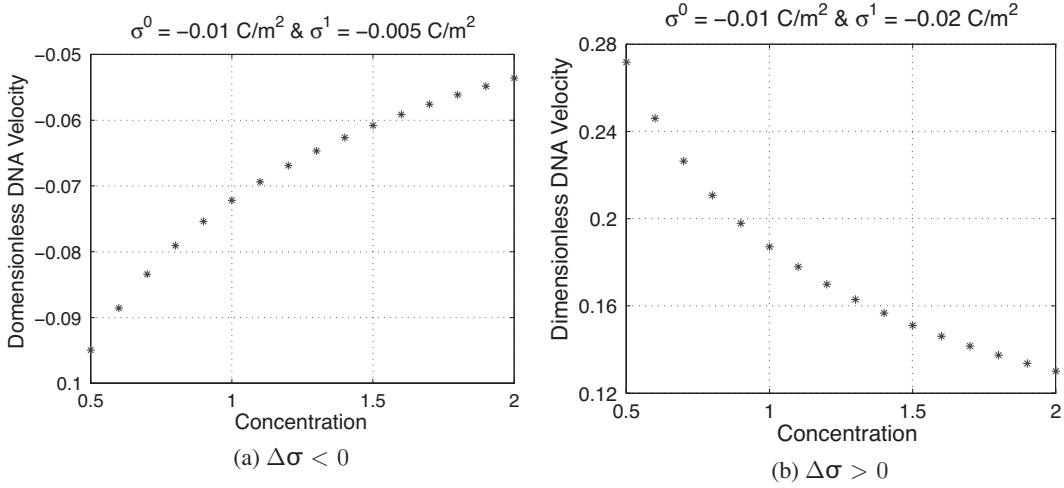 σ⁰ = −0.01 C/m² & σ¹ = −0.005 C/m²
Domensionless DNA Velocity
−0.05
−0.06
−0.07
−0.08
−0.09
0.1
0.5
1
1.5
2
Concentration
(a) Δσ < 0
σ⁰ = −0.01 C/m² & σ¹ = −0.02 C/m²
Dimensionless DNA Velocity
0.28
0.24
0.2
0.16
0.12
0.5
1
1.5
2
Concentration
(b) Δσ > 0